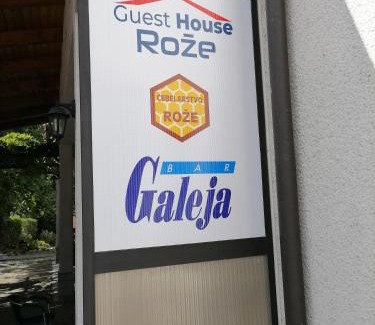 Guest House
Rože
ČEBELARSTVO
ROŽE
BAR
Galeja